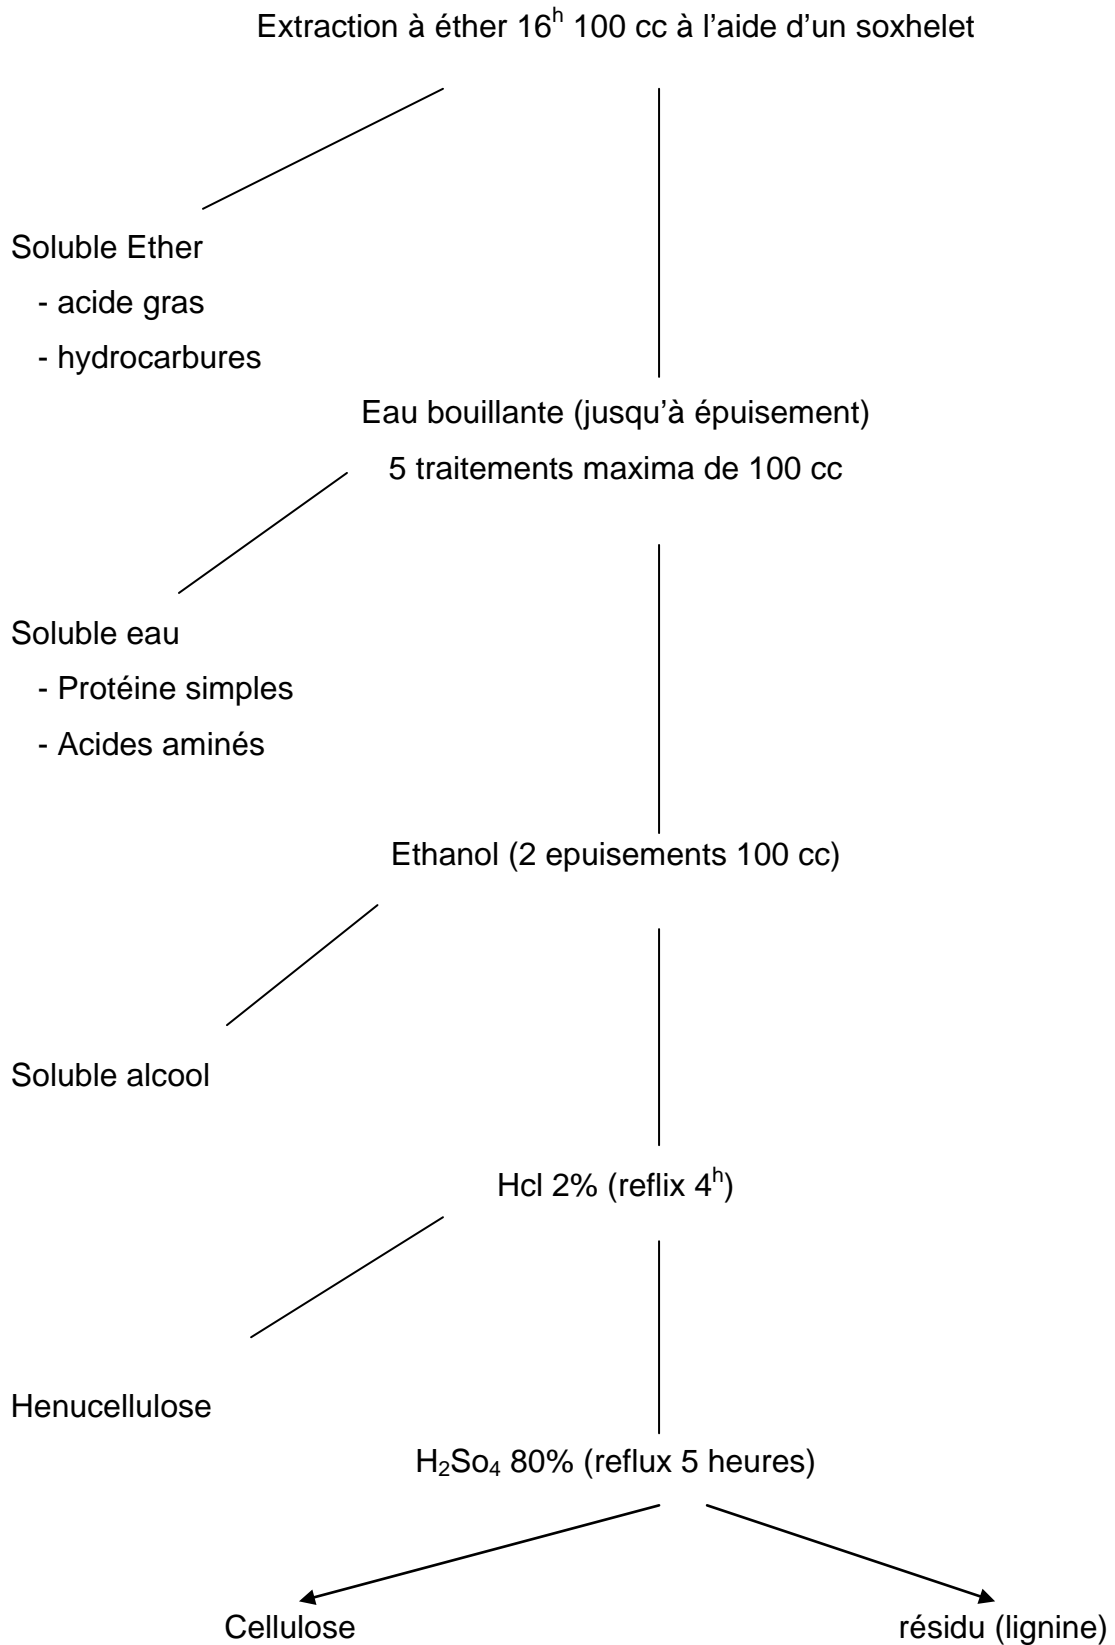 Extraction à éther 16ʰ 100 cc à l’aide d’un soxhelet
Soluble Ether
- acide gras
- hydrocarbures
Eau bouillante (jusqu’à épuisement)
5 traitements maxima de 100 cc
Soluble eau
- Protéine simples
- Acides aminés
Ethanol (2 epuisements 100 cc)
Soluble alcool
Hcl 2% (reflix 4ʰ)
Henucellulose
H₂So₄ 80% (reflux 5 heures)
Cellulose
résidu (lignine)